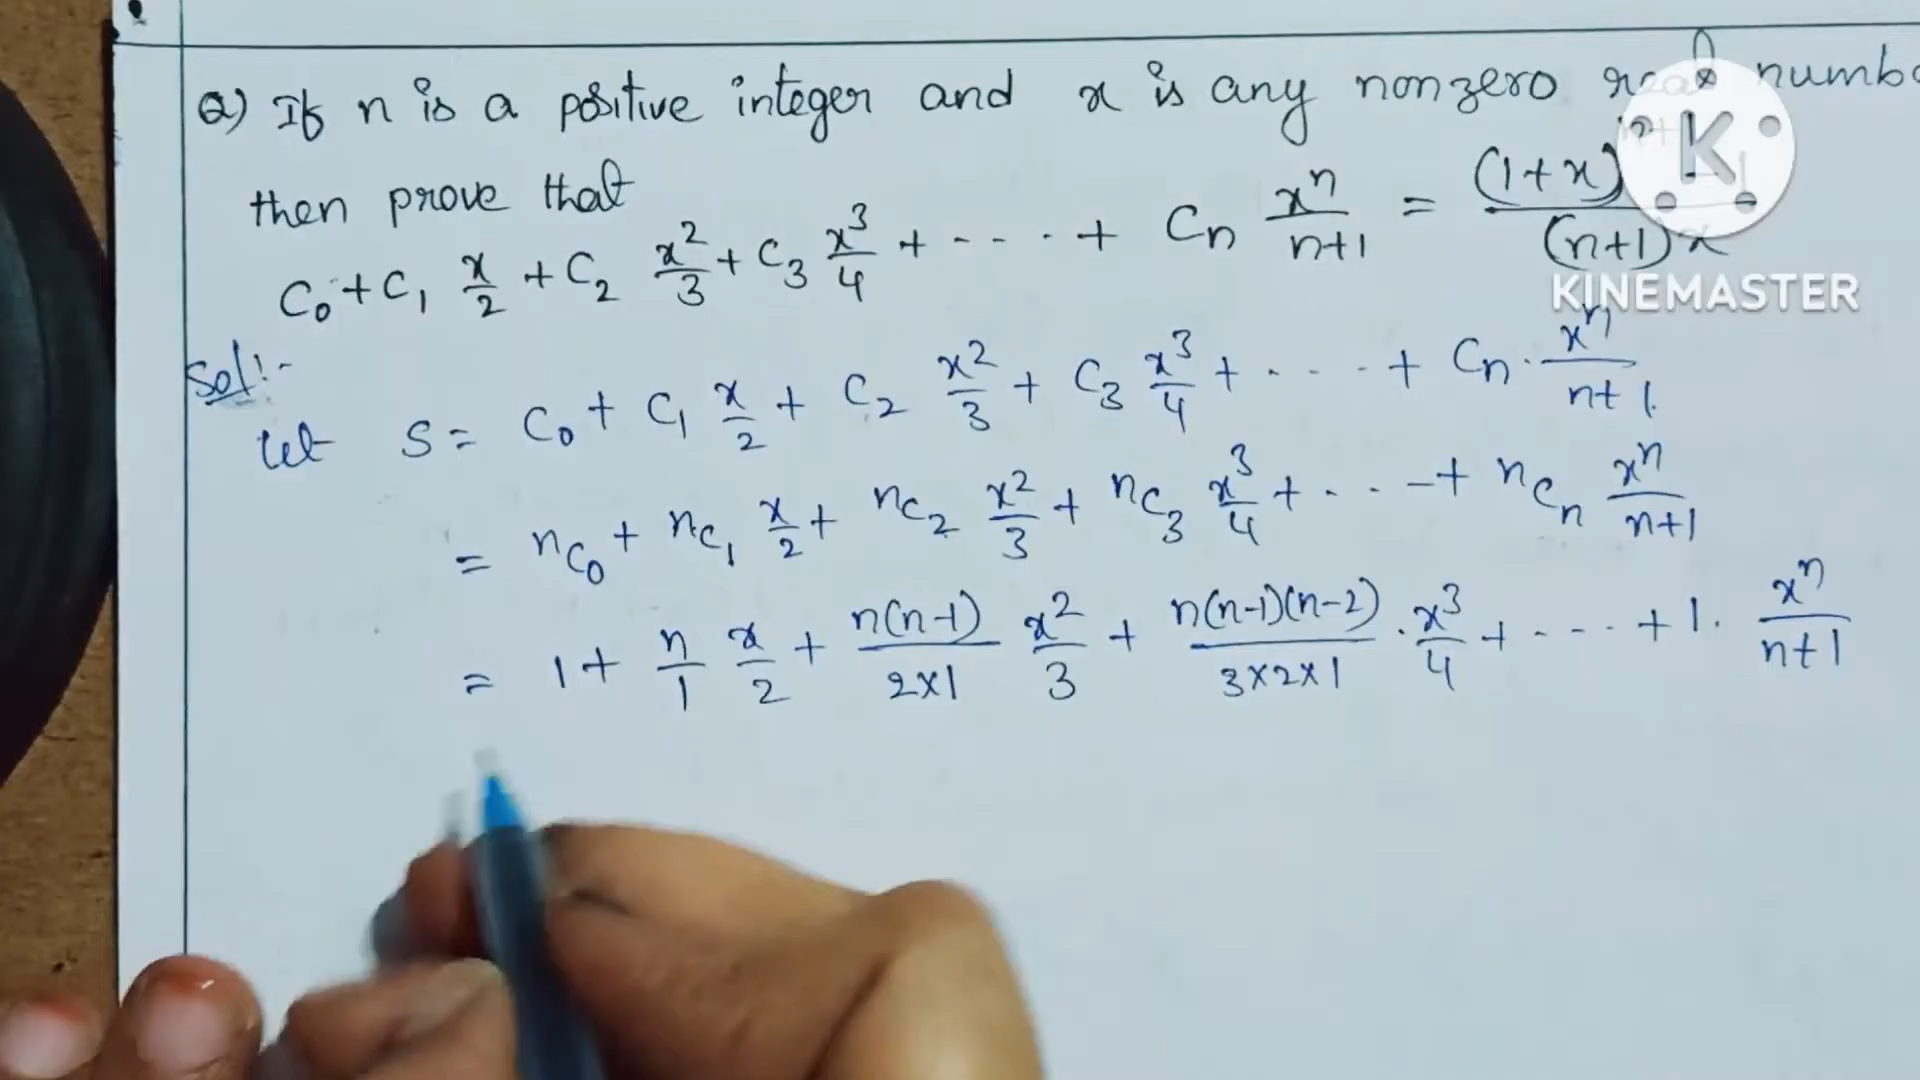 Q) If n is a positive integer and x is any nonzero real
then prove that
C₀ + C₁ x/2 + C₂ x²/3 + C₃ x³/4 + - - - . + Cₙ xⁿ/n+1 = (1+x) / (n+1)x
KINEMASTER
Sol:-
Let S = C₀ + C₁ x/2 + C₂ x²/3 + C₃ x³/4 + . . . . + Cₙ . xⁿ/n+1.
= ⁿC₀ + ⁿC₁ x/2 + ⁿC₂ x²/3 + ⁿC₃ x³/4 + . . . - + ⁿCₙ xⁿ/n+1
= 1 + n/1 x/2 + n(n-1)/2×1 x²/3 + n(n-1)(n-2)/3×2×1 . x³/4 + - - - . . + 1 . xⁿ/n+1